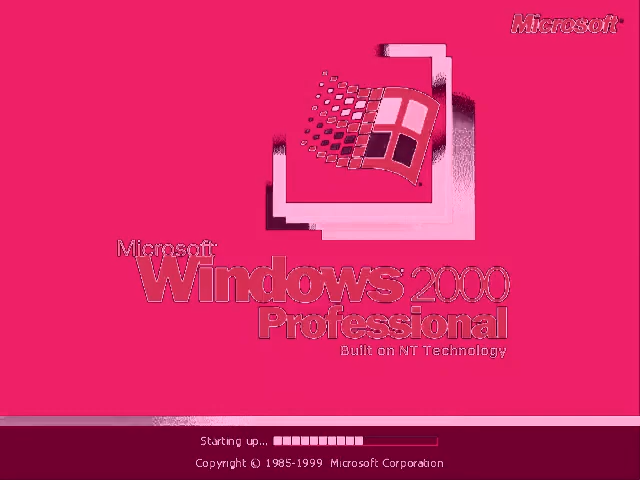 Microsoft
Microsoft
Windows 2000
Professional
Built on NT Technology
Starting up...
Copyright © 1985-1999 Microsoft Corporation